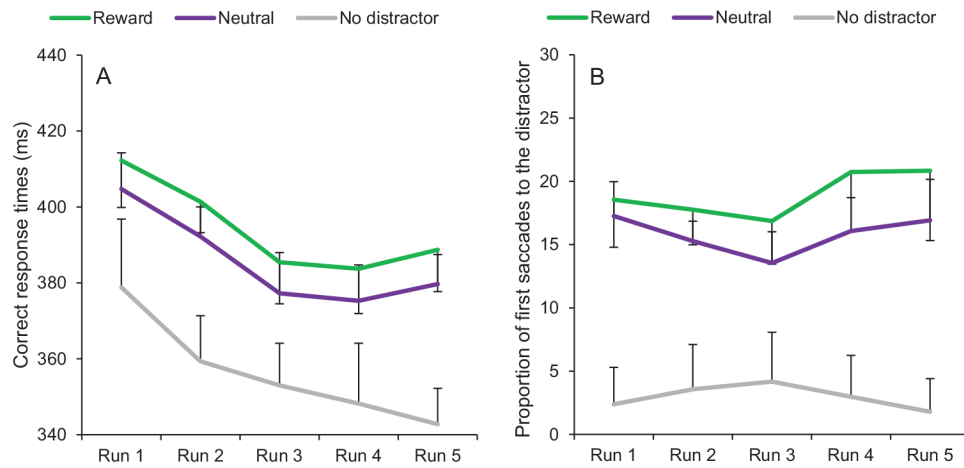 Reward Neutral No distractor
A
Correct response times (ms)
440
420
400
380
360
340
Run 1 Run 2 Run 3 Run 4 Run 5
Reward Neutral No distractor
B
Proportion of first saccades to the distractor
30
25
20
15
10
5
0
Run 1 Run 2 Run 3 Run 4 Run 5